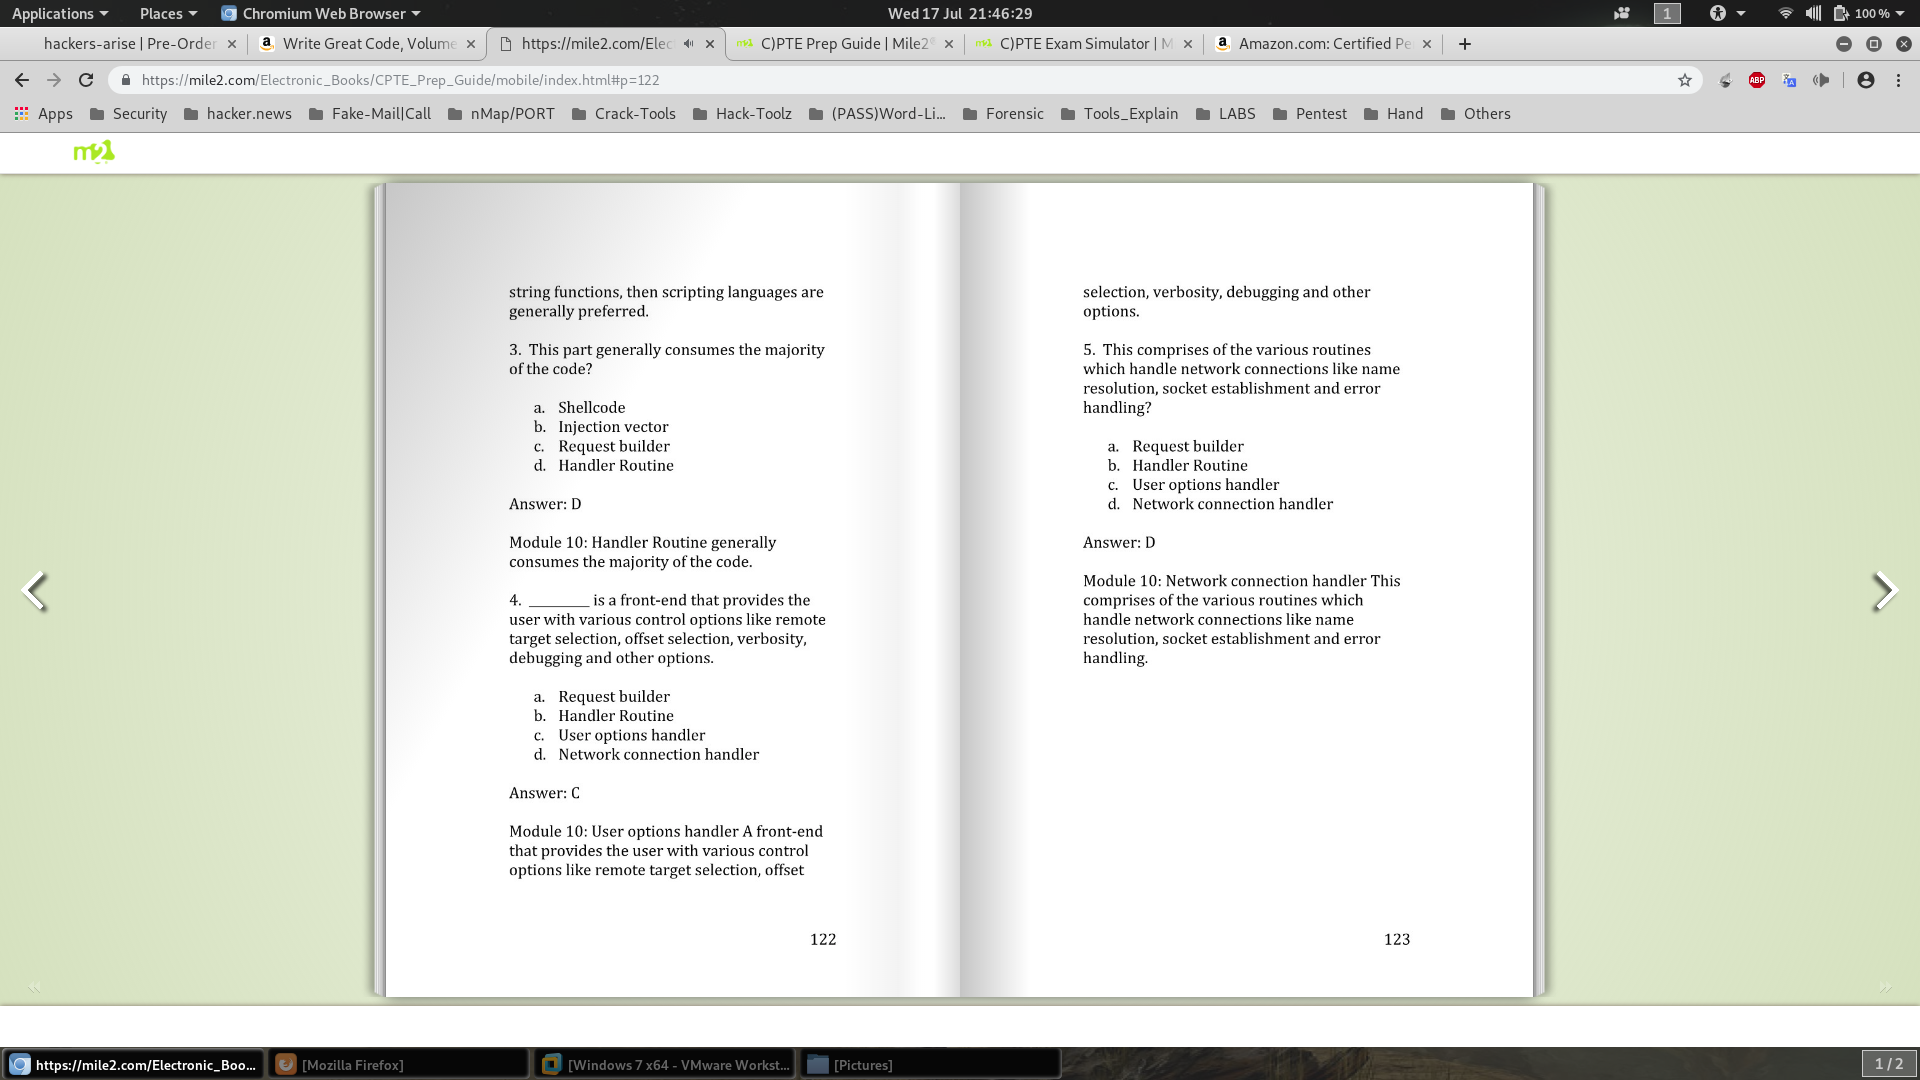 Applications
Places
Chromium Web Browser
Wed 17 Jul 21:46:29
1
100 %
hackers-arise | Pre-Order
Write Great Code, Volume
https://mile2.com/Elec
C)PTE Prep Guide | Mile2
C)PTE Exam Simulator | M
Amazon.com: Certified Pe
https://mile2.com/Electronic_Books/CPTE_Prep_Guide/mobile/index.html#p=122
ABP
Apps
Security
hacker.news
Fake-Mail|Call
nMap/PORT
Crack-Tools
Hack-Toolz
(PASS)Word-Li...
Forensic
Tools_Explain
LABS
Pentest
Hand
Others
m2
string functions, then scripting languages are
generally preferred.
3. This part generally consumes the majority
of the code?
a. Shellcode
b. Injection vector
c. Request builder
d. Handler Routine
Answer: D
Module 10: Handler Routine generally
consumes the majority of the code.
4. ________ is a front-end that provides the
user with various control options like remote
target selection, offset selection, verbosity,
debugging and other options.
a. Request builder
b. Handler Routine
c. User options handler
d. Network connection handler
Answer: C
Module 10: User options handler A front-end
that provides the user with various control
options like remote target selection, offset
122
selection, verbosity, debugging and other
options.
5. This comprises of the various routines
which handle network connections like name
resolution, socket establishment and error
handling?
a. Request builder
b. Handler Routine
c. User options handler
d. Network connection handler
Answer: D
Module 10: Network connection handler This
comprises of the various routines which
handle network connections like name
resolution, socket establishment and error
handling.
123
https://mile2.com/Electronic_Boo...
[Mozilla Firefox]
[Windows 7 x64 - VMware Workst...
[Pictures]
1 / 2